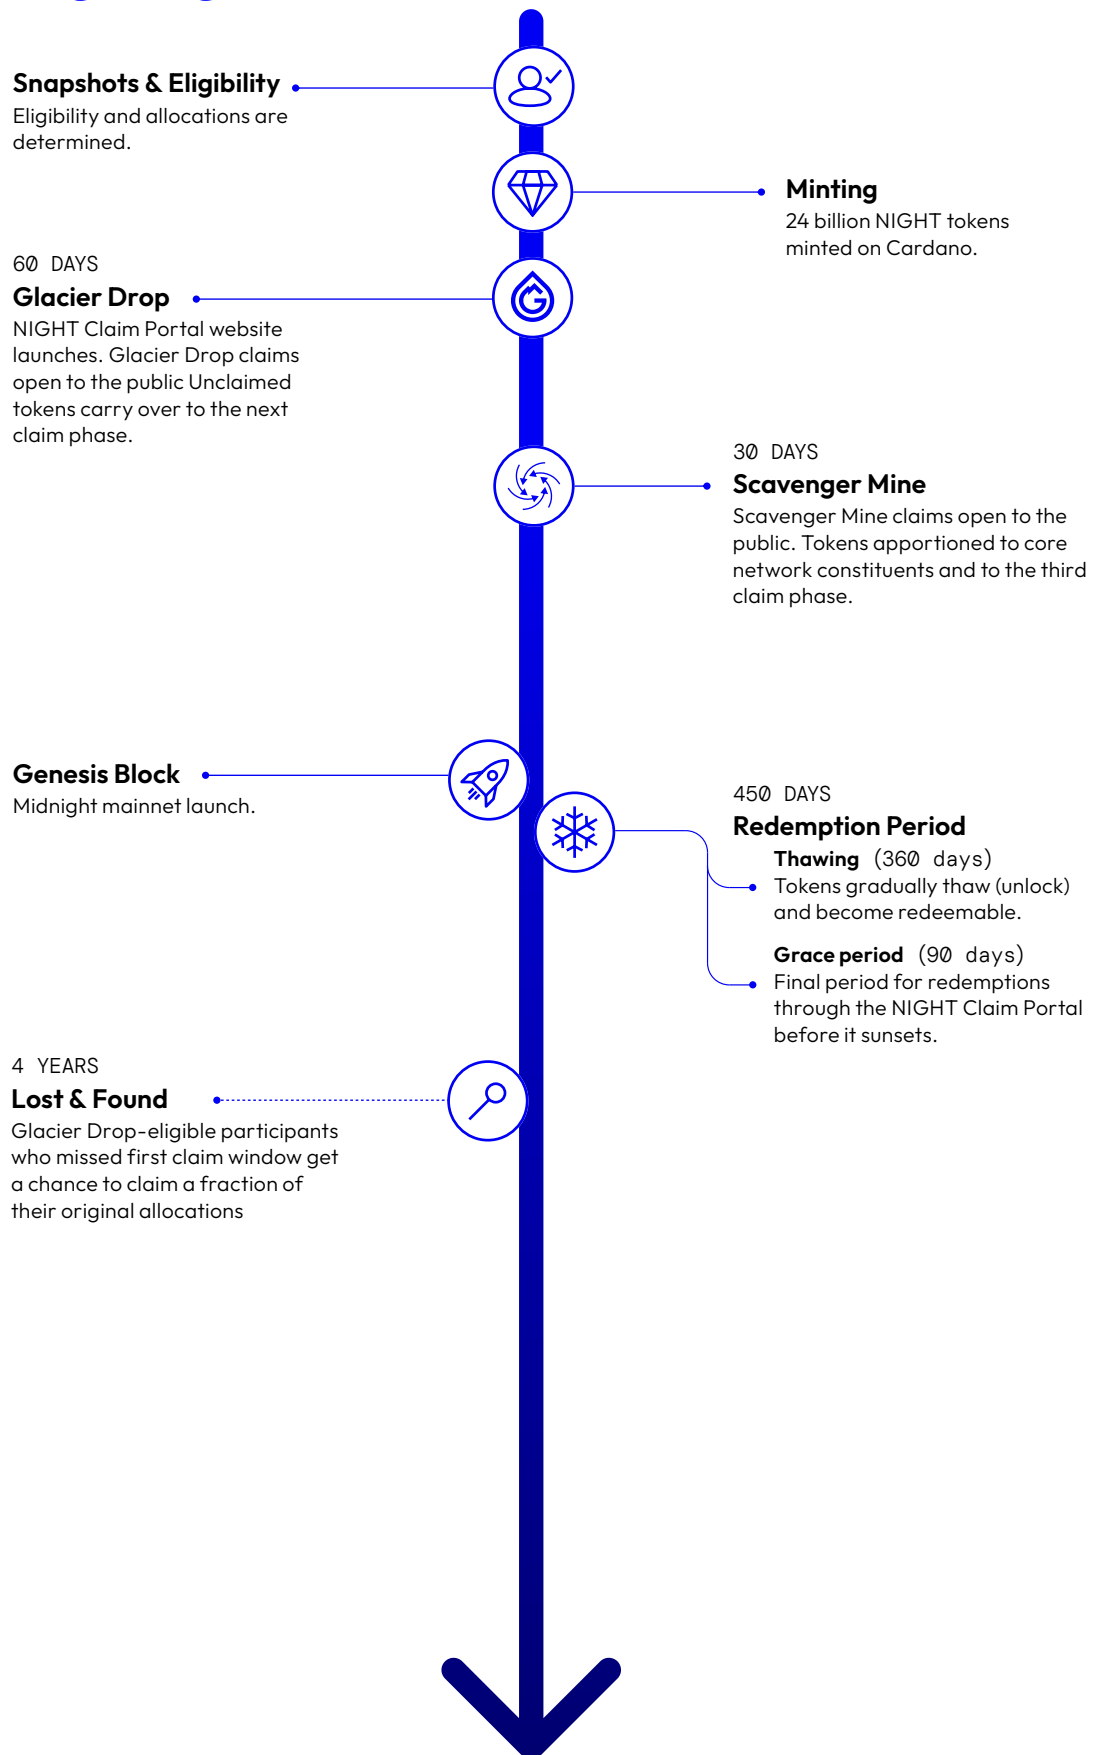 Snapshots & Eligibility
Eligibility and allocations are
determined.
Minting
24 billion NIGHT tokens
minted on Cardano.
60 DAYS
Glacier Drop
NIGHT Claim Portal website
launches. Glacier Drop claims
open to the public Unclaimed
tokens carry over to the next
claim phase.
30 DAYS
Scavenger Mine
Scavenger Mine claims open to the
public. Tokens apportioned to core
network constituents and to the third
claim phase.
Genesis Block
Midnight mainnet launch.
450 DAYS
Redemption Period
Thawing (360 days)
Tokens gradually thaw (unlock)
and become redeemable.
Grace period (90 days)
Final period for redemptions
through the NIGHT Claim Portal
before it sunsets.
4 YEARS
Lost & Found
Glacier Drop-eligible participants
who missed first claim window get
a chance to claim a fraction of
their original allocations